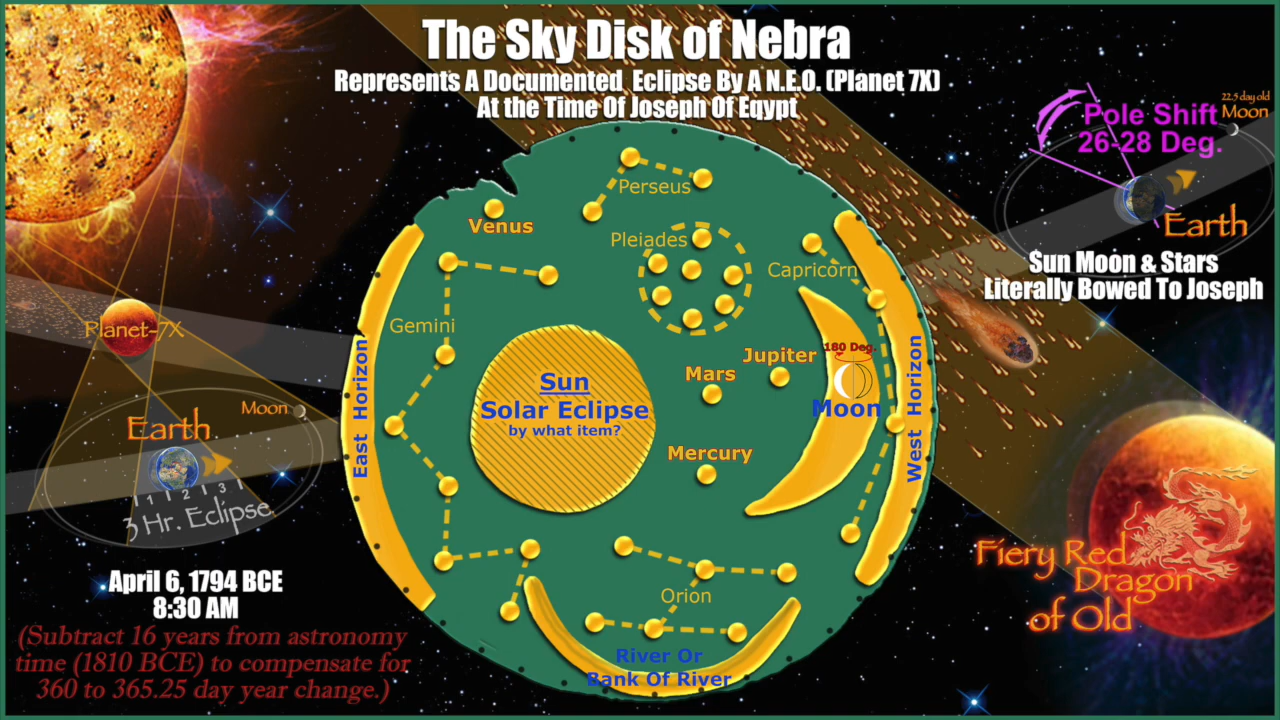 The Sky Disk of Nebra
Represents A Documented Eclipse By A N.E.O. (Planet 7X)
At the Time Of Joseph Of Eqypt
22.5 day old
Moon
Pole Shift
26-28 Deg.
Earth
Sun Moon & Stars
Literally Bowed To Joseph
Perseus
Venus
Pleiades
Capricorn
Gemini
Planet-7X
180 Deg.
Jupiter
Mars
Moon
Sun
Solar Eclipse
by what item?
East Horizon
West Horizon
Mercury
Moon
Earth
1 2 3
3 Hr. Eclipse
Fiery Red
Dragon
of Old
Orion
River Or
Bank Of River
April 6, 1794 BCE
8:30 AM
(Subtract 16 years from astronomy
time (1810 BCE) to compensate for
360 to 365.25 day year change.)